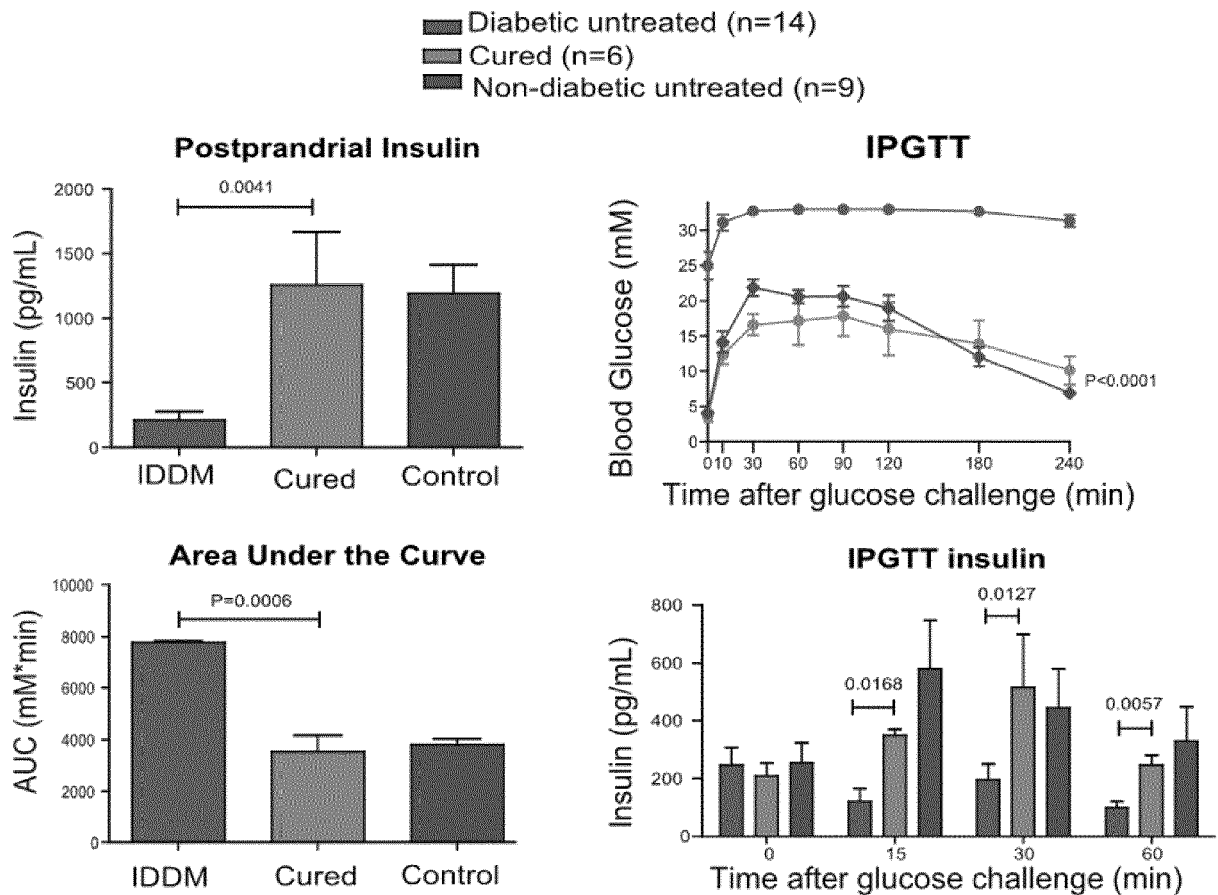 Diabetic untreated (n=14)
Cured (n=6)
Non-diabetic untreated (n=9)
Postprandrial Insulin
0.0041
2000
1500
1000
500
0
Insulin (pg/mL)
IDDM Cured Control
IPGTT
30
25
20
15
10
5
0
Blood Glucose (mM)
P<0.0001
0 10 30 60 90 120 180 240
Time after glucose challenge (min)
Area Under the Curve
P=0.0006
10000
8000
6000
4000
2000
0
AUC (mM*min)
IDDM Cured Control
IPGTT insulin
0.0127
0.0168
0.0057
800
600
400
200
0
Insulin (pg/mL)
0 15 30 60
Time after glucose challenge (min)